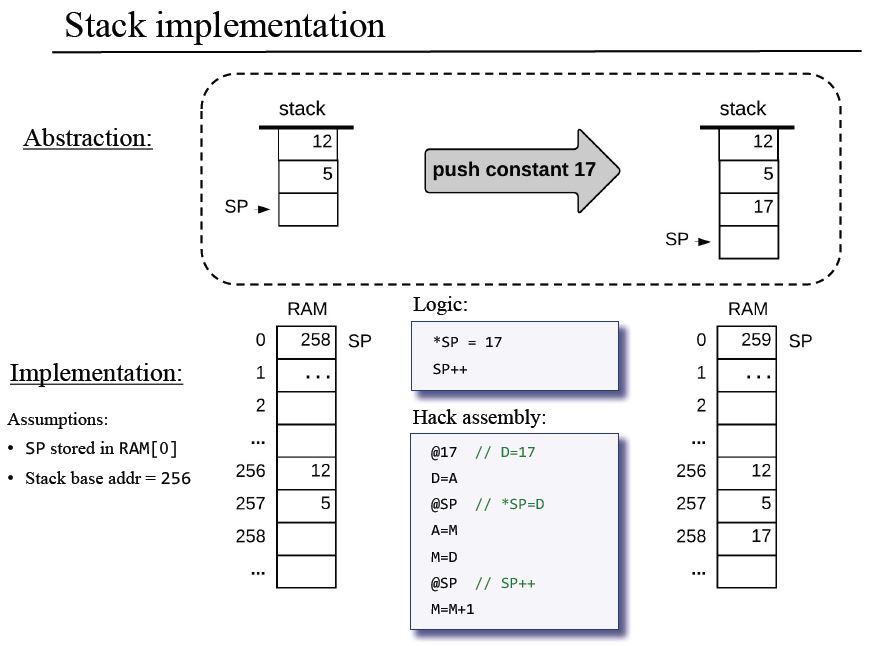 Stack implementation
Abstraction:
stack
12
5
SP
push constant 17
stack
12
5
17
SP
Implementation:
Assumptions:
• SP stored in RAM[0]
• Stack base addr = 256
RAM
0 258 SP
1 ...
2
...
256 12
257 5
258
...
Logic:
*SP = 17
SP++
Hack assembly:
@17 // D=17
D=A
@SP // *SP=D
A=M
M=D
@SP // SP++
M=M+1
RAM
0 259 SP
1 ...
2
...
256 12
257 5
258 17
...